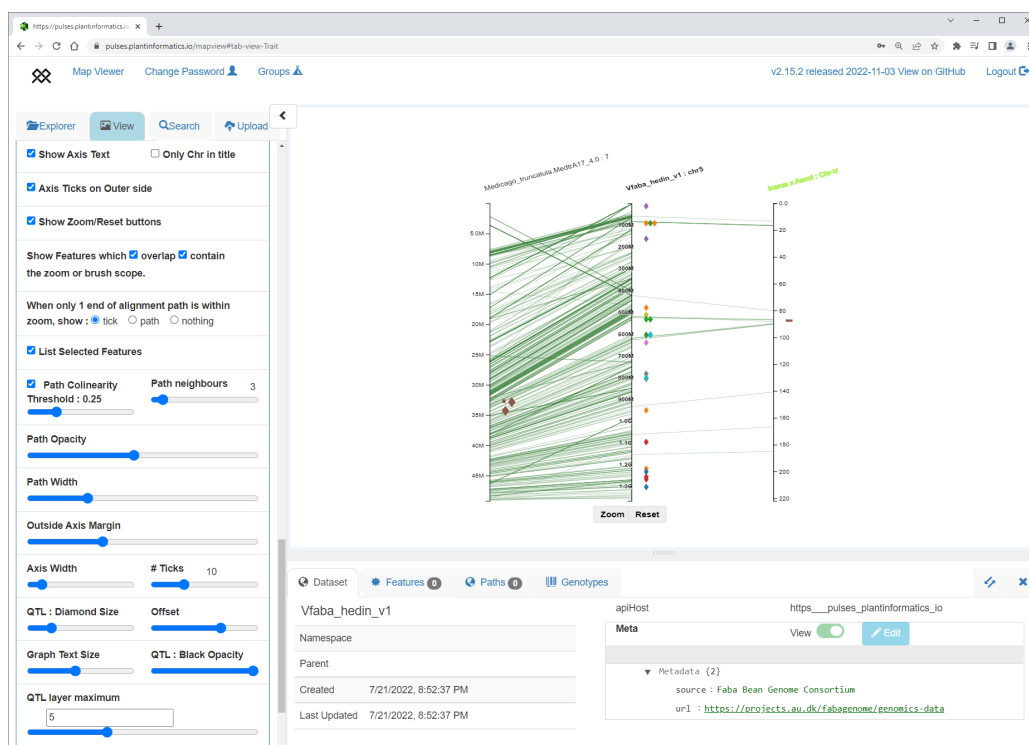 https://pulses.plantinformatics.io
pulses.plantinformatics.io/mapview#tab-view-Trait
Map Viewer Change Password Groups
v2.15.2 released 2022-11-03 View on GitHub Logout
Explorer View Search Upload
Show Axis Text Only Chr in title
Axis Ticks on Outer side
Show Zoom/Reset buttons
Show Features which overlap contain
the zoom or brush scope.
When only 1 end of alignment path is within
zoom, show : tick path nothing
List Selected Features
Path Colinearity
Threshold : 0.25
Path neighbours 3
Path Opacity
Path Width
Outside Axis Margin
Axis Width # Ticks 10
QTL : Diamond Size Offset
Graph Text Size QTL : Black Opacity
QTL layer maximum
5
Medicago_truncatula.MedtrA17_4.0 : 7
5.0M
10M
15M
20M
25M
30M
35M
40M
45M
Vfaba_hedin_v1 : chr5
100M
200M
300M
400M
500M
600M
700M
800M
900M
1.0G
1.1G
1.2G
1.3G
Icarus x Ascot : Chr-V
0.0
20
40
60
80
100
120
140
160
180
200
220
Zoom Reset
Dataset Features 0 Paths 0 Genotypes
Vfaba_hedin_v1
Namespace
Parent
Created 7/21/2022, 8:52:37 PM
Last Updated 7/21/2022, 8:52:37 PM
apiHost https___pulses_plantinformatics_io
Meta View Edit
Metadata {2}
source : Faba Bean Genome Consortium
url : https://projects.au.dk/fabagenome/genomics-data